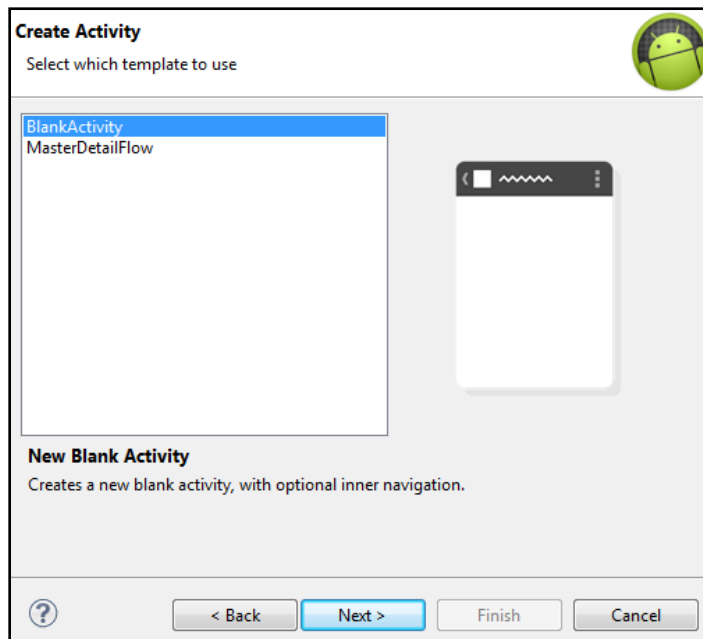 Create Activity
Select which template to use
BlankActivity
MasterDetailFlow
New Blank Activity
Creates a new blank activity, with optional inner navigation.
?
< Back
Next >
Finish
Cancel